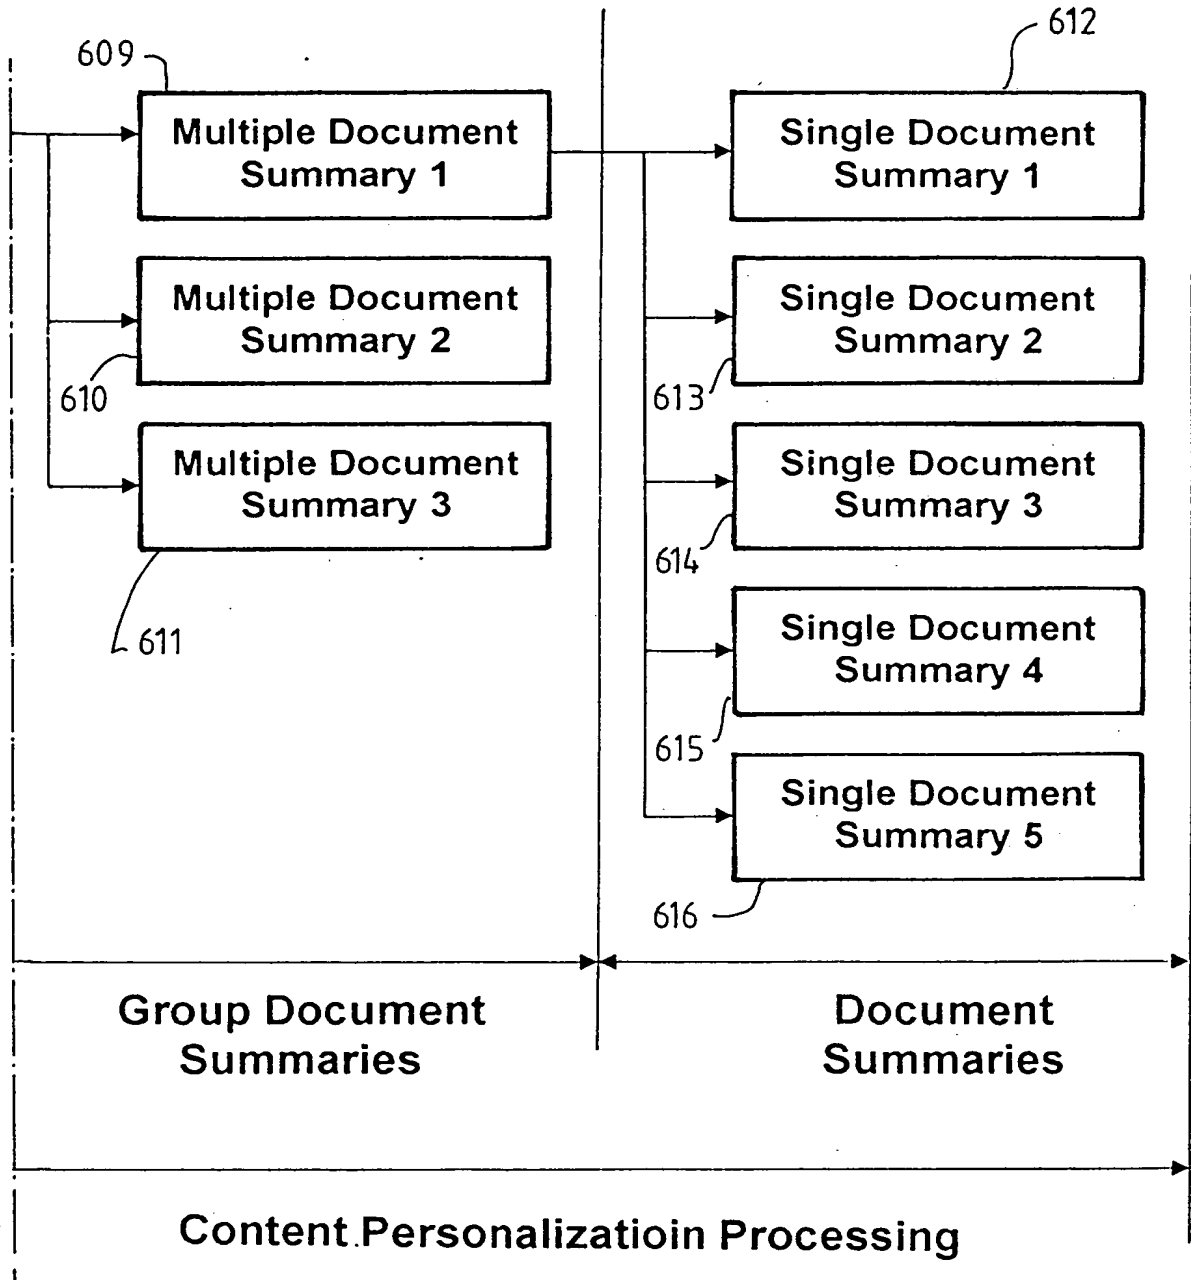 609
612
Multiple Document
Summary 1
Single Document
Summary 1
Multiple Document
Summary 2
610
Single Document
Summary 2
613
Multiple Document
Summary 3
611
Single Document
Summary 3
614
Single Document
Summary 4
615
Single Document
Summary 5
616
Group Document
Summaries
Document
Summaries
Content Personalizatioin Processing